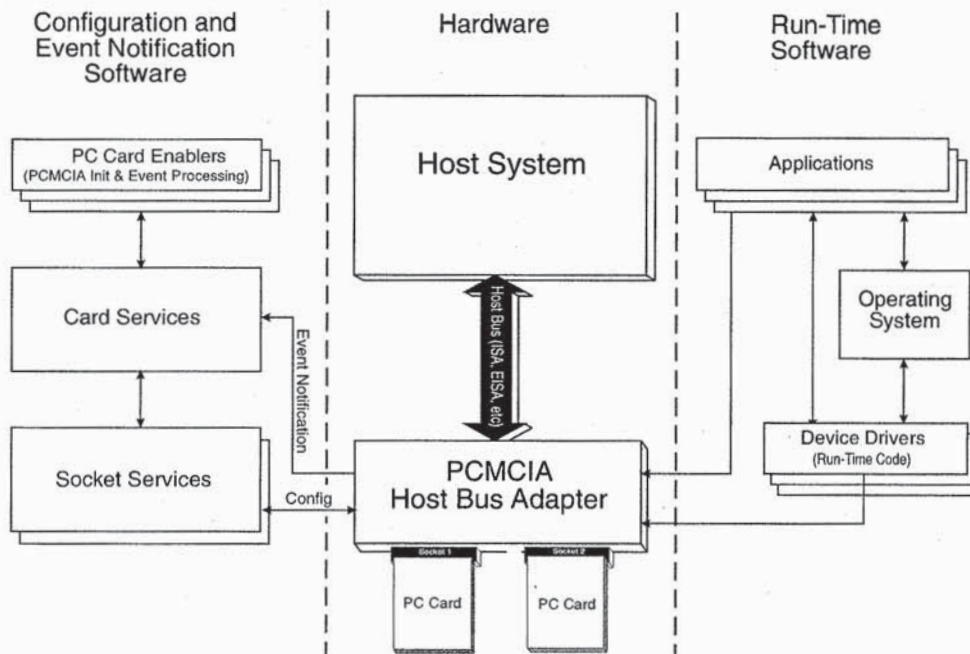 Configuration and
Event Notification
Software
Hardware
Run-Time
Software
PC Card Enablers
(PCMCIA Init & Event Processing)
Card Services
Socket Services
Event Notification
Config
Host System
Host Bus (ISA, EISA, etc)
PCMCIA
Host Bus Adapter
Socket 1
Socket 2
PC Card
PC Card
Applications
Operating
System
Device Drivers
(Run-Time Code)